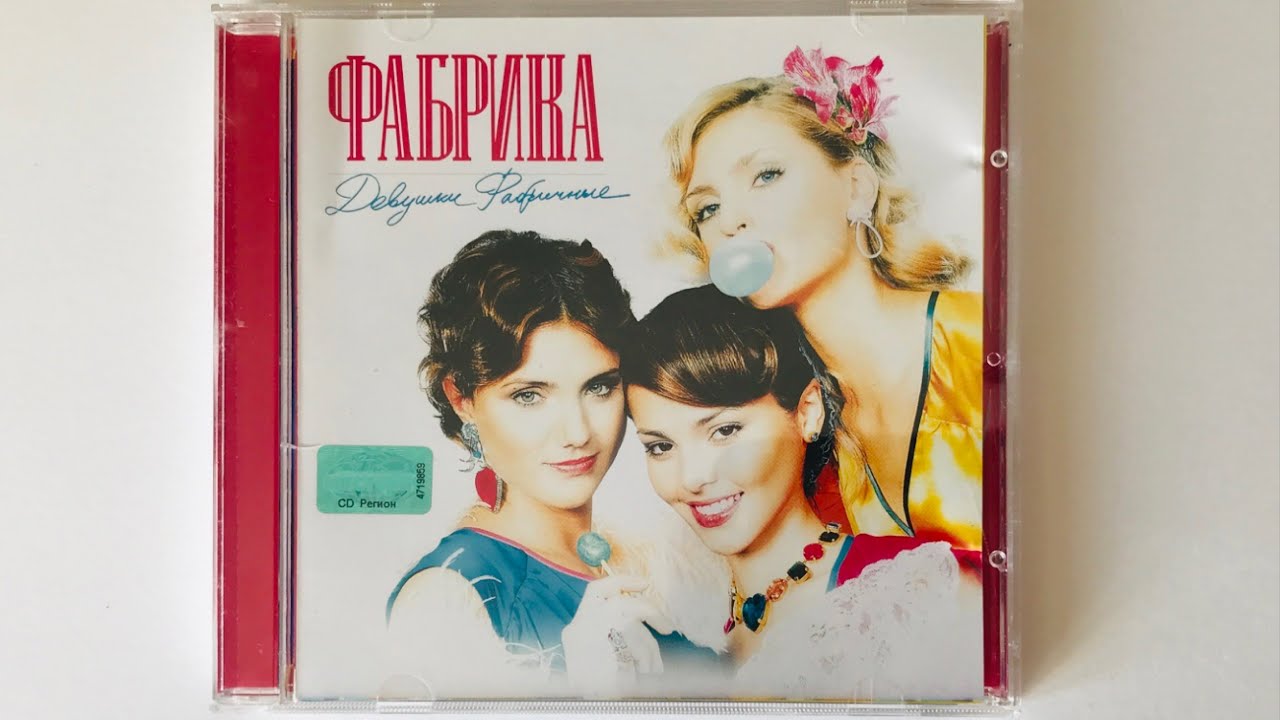 ФАБРИКА
Девушки Фабричные
4719859
CD Регион